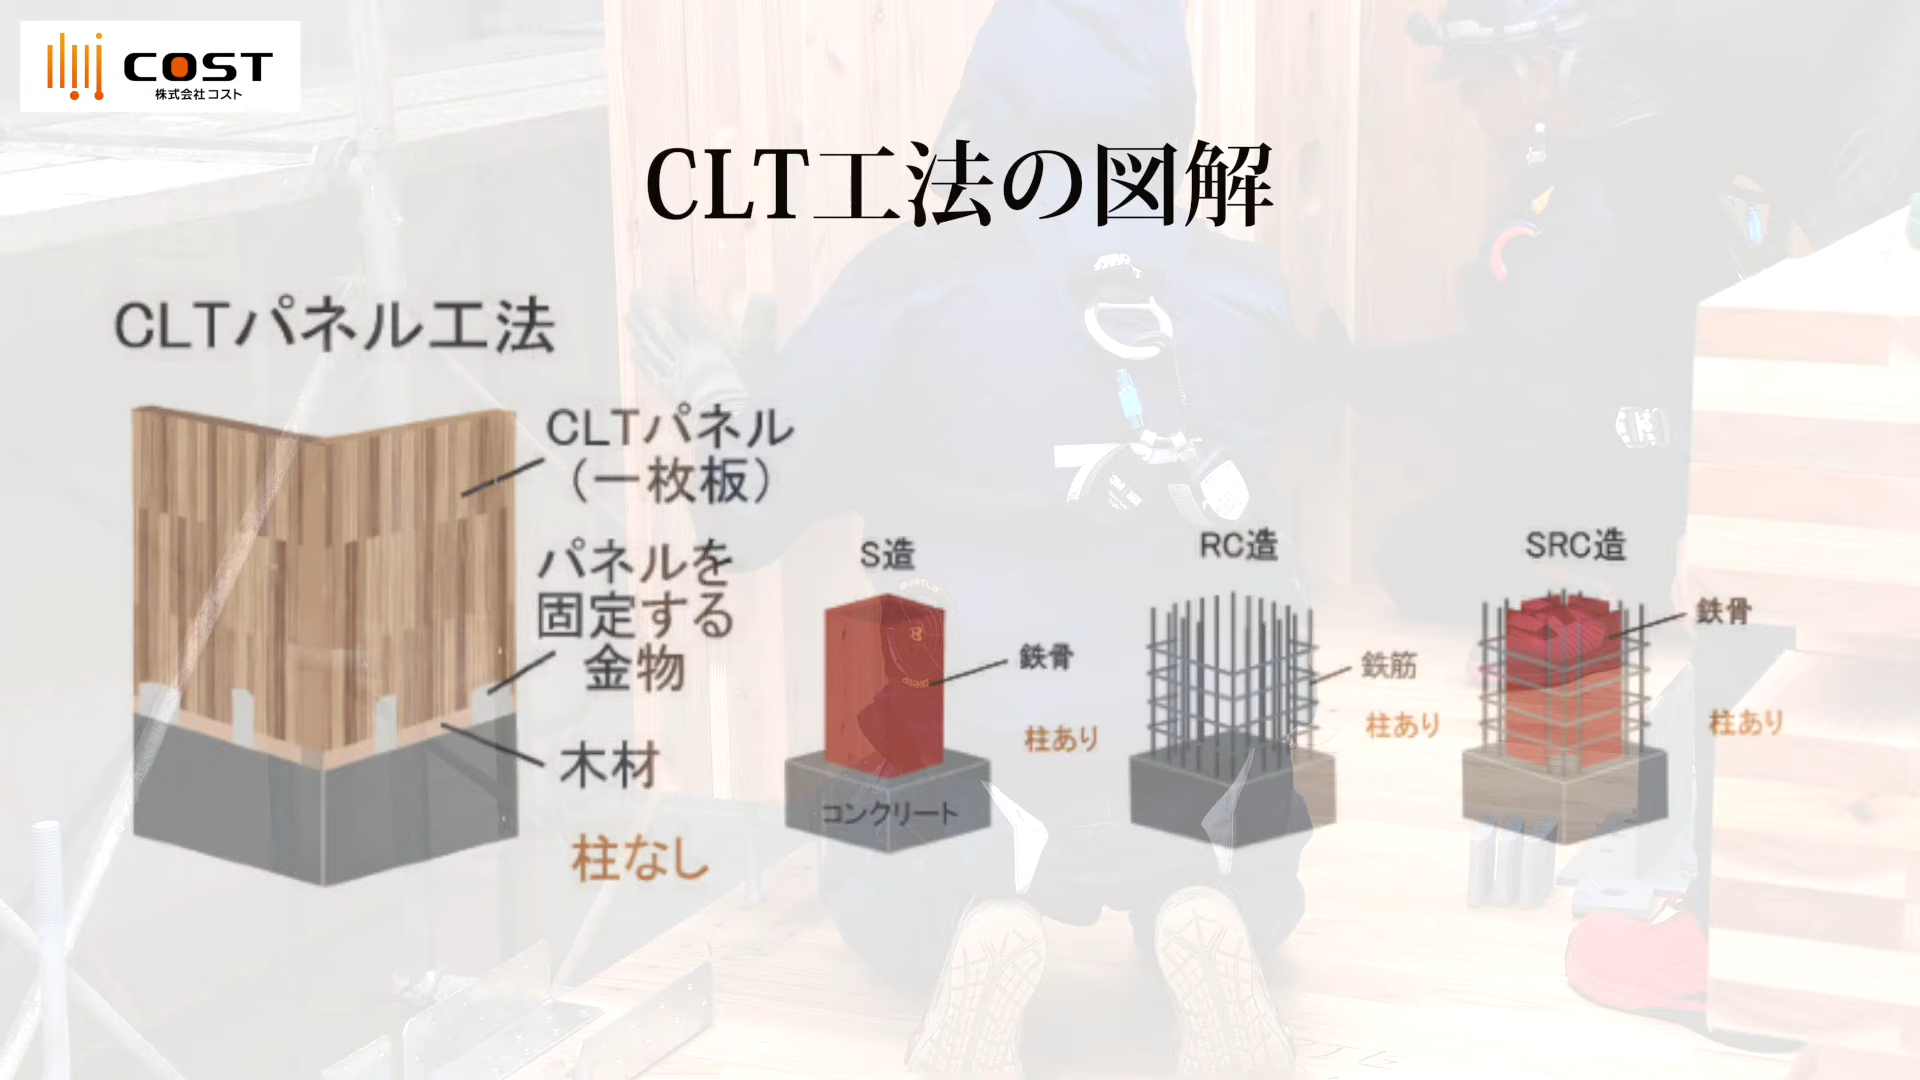 COST
株式会社コスト
CLT工法の図解
CLTパネル工法
CLTパネル
（一枚板）
パネルを
固定する
金物
木材
柱なし
S造
鉄骨
柱あり
コンクリート
RC造
鉄筋
柱あり
SRC造
鉄骨
柱あり